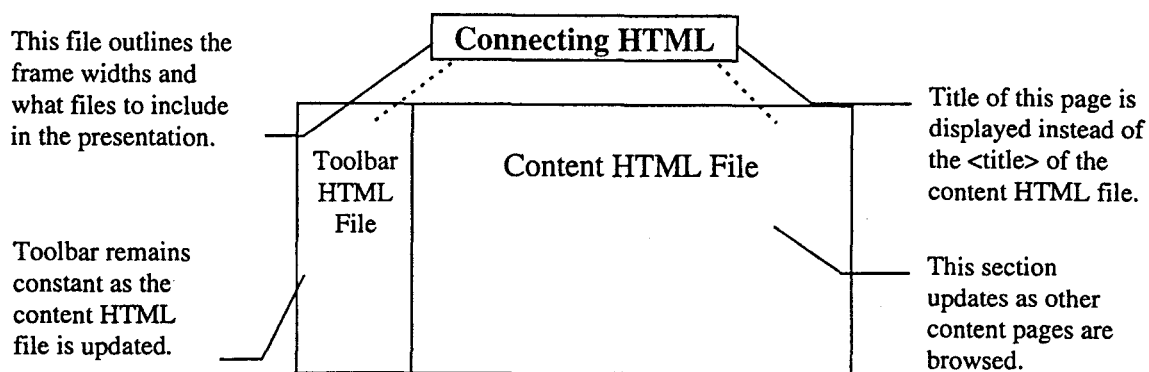 Connecting HTML
This file outlines the
frame widths and
what files to include
in the presentation.
Title of this page is
displayed instead of
the <title> of the
content HTML file.
Toolbar
HTML
File
Content HTML File
Toolbar remains
constant as the
content HTML
file is updated.
This section
updates as other
content pages are
browsed.